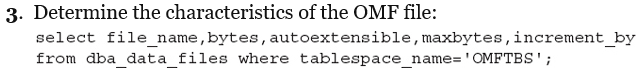 3. Determine the characteristics of the OMF file:
select file_name,bytes,autoextensible,maxbytes,increment_by
from dba_data_files where tablespace_name='OMFTBS';